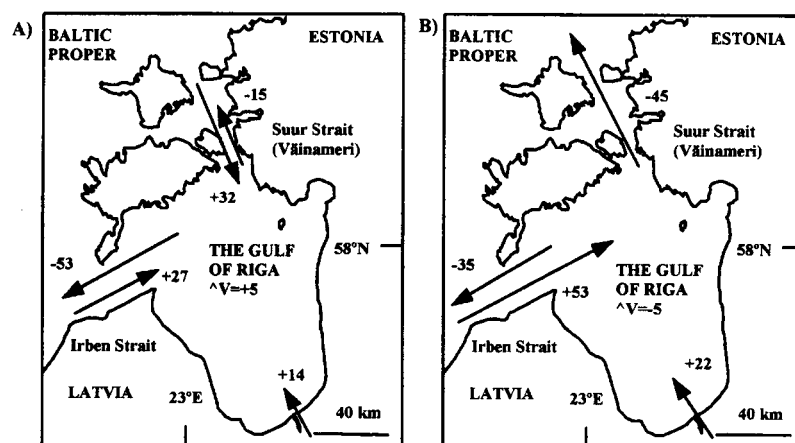 A)
BALTIC
PROPER
ESTONIA
-15
Suur Strait
(Väinameri)
+32
-53
THE GULF
OF RIGA
^V=+5
58°N
+27
Irben Strait
+14
LATVIA
23°E
40 km
B)
BALTIC
PROPER
ESTONIA
-45
Suur Strait
(Väinameri)
-35
THE GULF
OF RIGA
^V=-5
58°N
+53
Irben Strait
+22
LATVIA
23°E
40 km